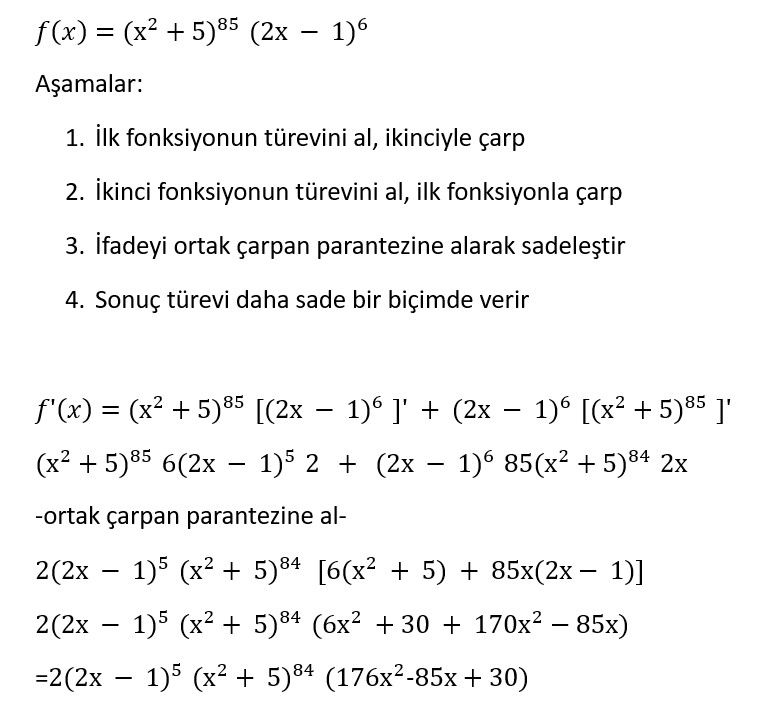 f(x) = (x² + 5)⁸⁵ (2x − 1)⁶
Aşamalar:
1. İlk fonksiyonun türevini al, ikinciyle çarp
2. İkinci fonksiyonun türevini al, ilk fonksiyonla çarp
3. İfadeyi ortak çarpan parantezine alarak sadeleştir
4. Sonuç türevi daha sade bir biçimde verir
f'(x) = (x² + 5)⁸⁵ [(2x − 1)⁶ ]' + (2x − 1)⁶ [(x² + 5)⁸⁵ ]'
(x² + 5)⁸⁵ 6(2x − 1)⁵ 2 + (2x − 1)⁶ 85(x² + 5)⁸⁴ 2x
-ortak çarpan parantezine al-
2(2x − 1)⁵ (x² + 5)⁸⁴ [6(x² + 5) + 85x(2x − 1)]
2(2x − 1)⁵ (x² + 5)⁸⁴ (6x² + 30 + 170x² − 85x)
=2(2x − 1)⁵ (x² + 5)⁸⁴ (176x²-85x + 30)